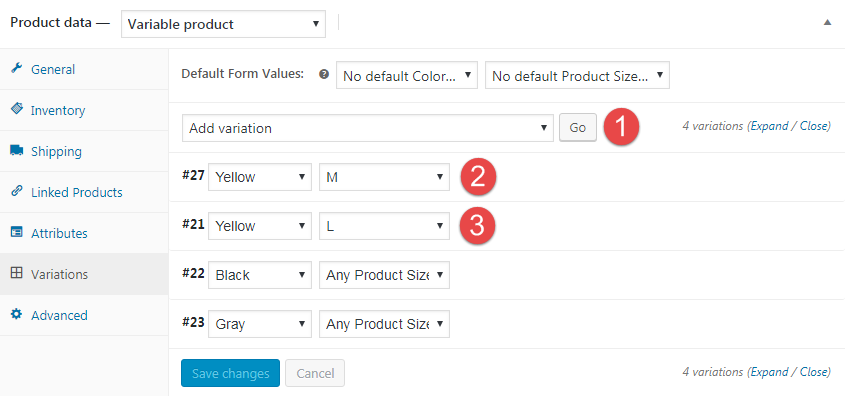 Product data — Variable product
General
Inventory
Shipping
Linked Products
Attributes
Variations
Advanced
Default Form Values: ? No default Color... No default Product Size...
Add variation Go 1 4 variations (Expand / Close)
#27 Yellow M 2
#21 Yellow L 3
#22 Black Any Product Size
#23 Gray Any Product Size
Save changes Cancel 4 variations (Expand / Close)